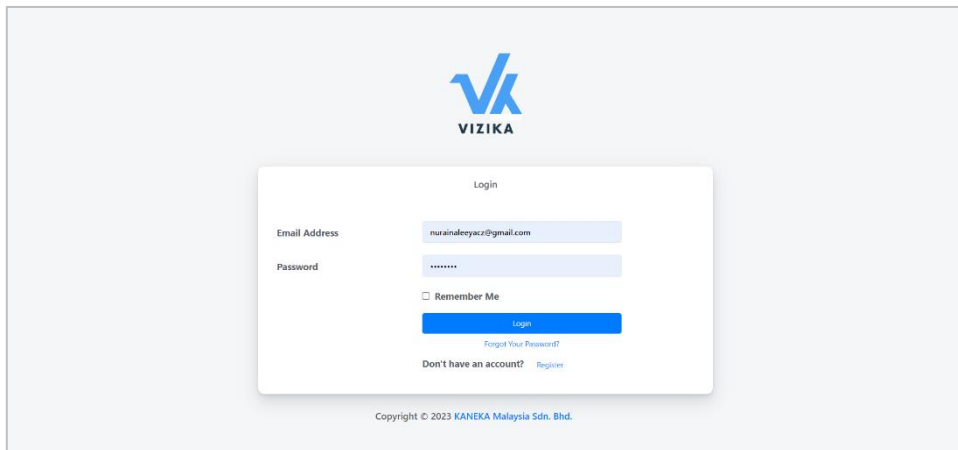 VIZIKA
Login
Email Address
nurainaleeyacz@gmail.com
Password
••••••••
Remember Me
Login
Forgot Your Password?
Don't have an account? Register
Copyright © 2023 KANEKA Malaysia Sdn. Bhd.